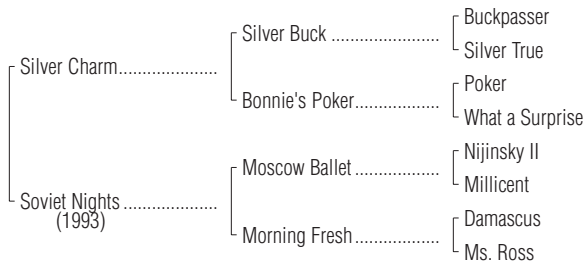 Silver Charm....................
Soviet Nights ...................
(1993)
Silver Buck ......................
Bonnie's Poker .................
Moscow Ballet .................
Morning Fresh .................
Buckpasser
Silver True
Poker
What a Surprise
Nijinsky II
Millicent
Damascus
Ms. Ross